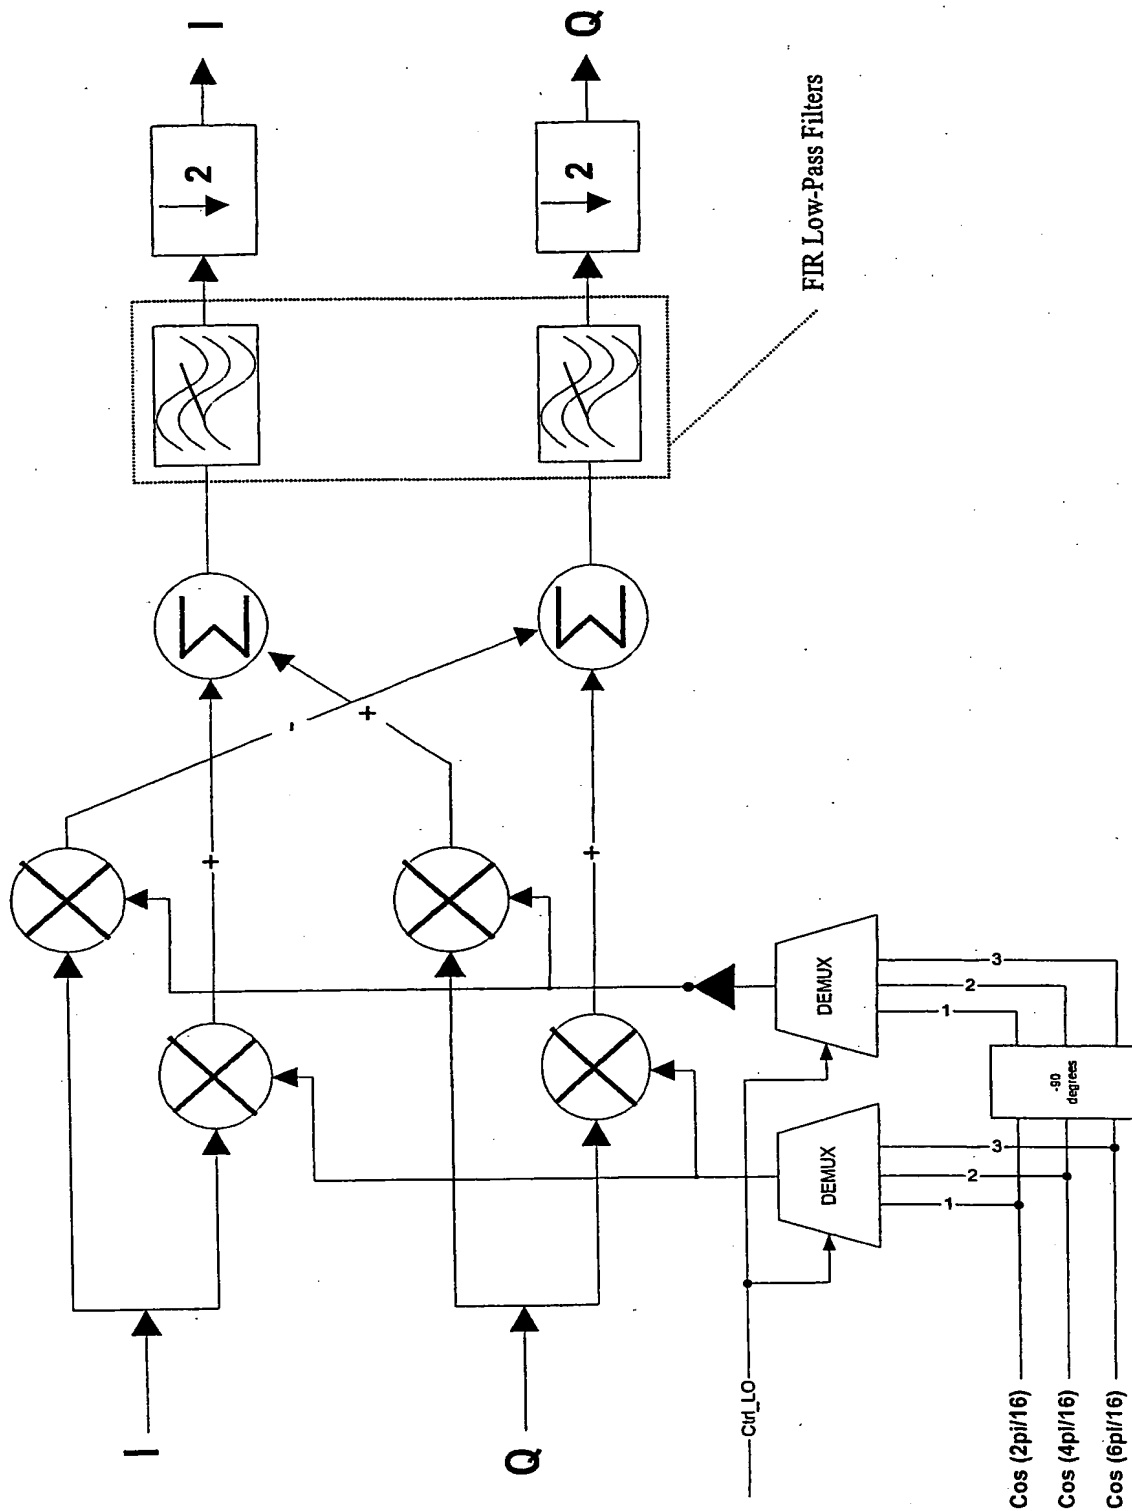 I
Q
2
2
FIR Low-Pass Filters
Σ
Σ
-
+
+
+
DEMUX
DEMUX
3
2
1
3
2
1
-90
degrees
I
Q
Ctrl_LO
Cos (2pi/16)
Cos (4pi/16)
Cos (6pi/16)